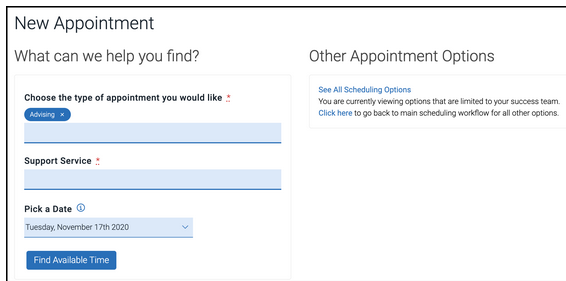 New Appointment
What can we help you find?
Choose the type of appointment you would like *
Advising ×
Support Service *
Pick a Date
Tuesday, November 17th 2020
Find Available Time
Other Appointment Options
See All Scheduling Options
You are currently viewing options that are limited to your success team.
Click here to go back to main scheduling workflow for all other options.